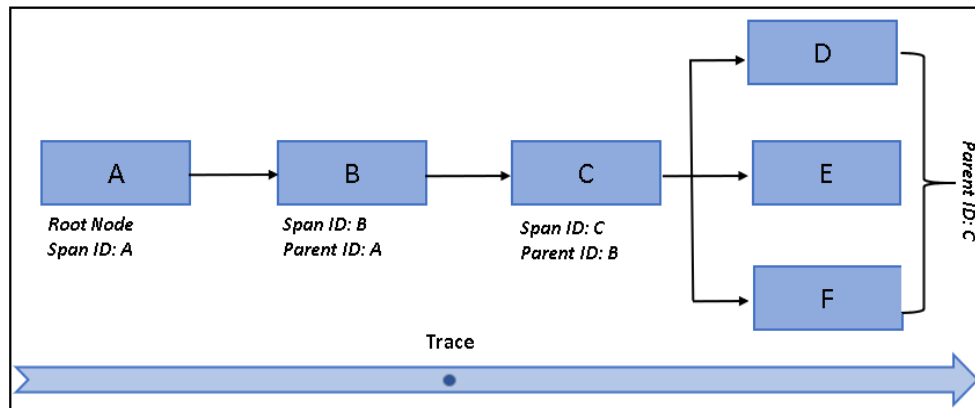 D
A
B
C
E
Root Node
Span ID: A
Span ID: B
Parent ID: A
Span ID: C
Parent ID: B
Parent ID: C
F
Trace